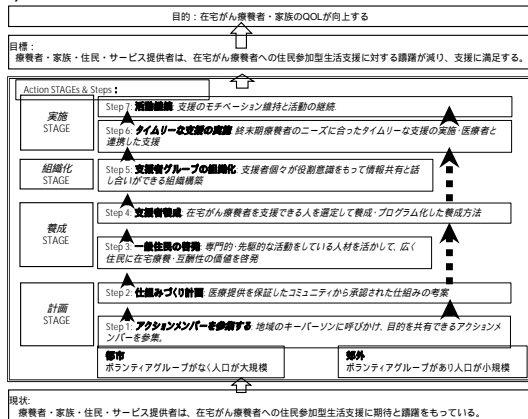 目的:在宅がん療養者・家族のQOLが向上する
目標:
療養者・家族・住民・サービス提供者は、在宅がん療養者への住民参加型生活支援に対する躊躇が減り、支援に満足する。
Action STAGEs & Steps:
実施
STAGE
Step 7: 活動継続: 支援のモチベーション維持と活動の継続
Step 6: タイムリーな支援の実施: 終末期療養者のニーズに合ったタイムリーな支援の実施・医療者と
連携した支援
組織化
STAGE
Step 5: 支援者グループの組織化: 支援者個々が役割意識をもって情報共有と話
し合いができる組織構築
養成
STAGE
Step 4: 支援者養成: 在宅がん療養者を支援できる人を選定して養成・プログラム化した養成方法
Step 3: 一般住民の啓発: 専門的・先駆的な活動をしている人材を活かして、広く
住民に在宅療養・互酬性の価値を啓発
計画
STAGE
Step 2: 仕組みづくり計画: 医療提供を保証したコミュニティから承認された仕組みの考案
Step 1: アクションメンバーを参集する: 地域のキーパーソンに呼びかけ、目的を共有できるアクションメ
ンバーを参集。
都市
ボランティアグループがなく人口が大規模
郊外
ボランティアグループがあり人口が小規模
現状:
療養者・家族・住民・サービス提供者は、在宅がん療養者への住民参加型生活支援に期待と躊躇をもっている。